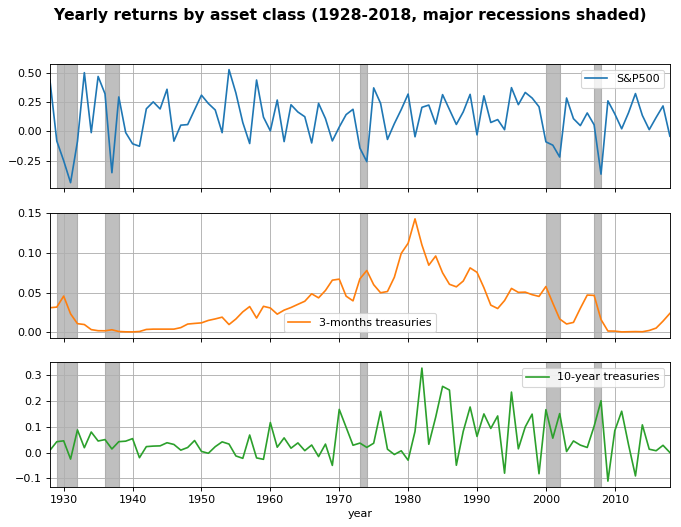 Yearly returns by asset class (1928-2018, major recessions shaded)
0.50
0.25
0.00
−0.25
S&P500
0.15
0.10
0.05
0.00
3-months treasuries
0.3
0.2
0.1
0.0
−0.1
10-year treasuries
1930 1940 1950 1960 1970 1980 1990 2000 2010
year